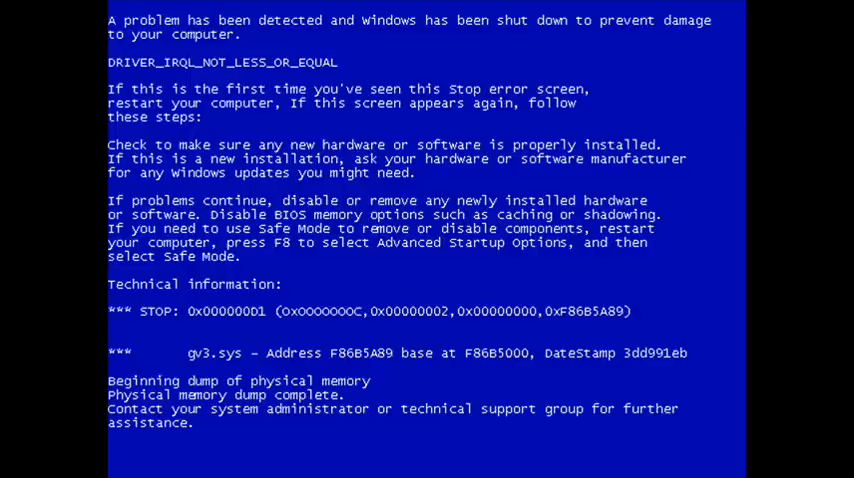 A problem has been detected and Windows has been shut down to prevent damage
to your computer.
DRIVER_IRQL_NOT_LESS_OR_EQUAL
If this is the first time you've seen this Stop error screen,
restart your computer, If this screen appears again, follow
these steps:
Check to make sure any new hardware or software is properly installed.
If this is a new installation, ask your hardware or software manufacturer
for any Windows updates you might need.
If problems continue, disable or remove any newly installed hardware
or software. Disable BIOS memory options such as caching or shadowing.
If you need to use Safe Mode to remove or disable components, restart
your computer, press F8 to select Advanced Startup Options, and then
select Safe Mode.
Technical information:
*** STOP: 0x000000D1 (0x0000000C,0x00000002,0x00000000,0xF86B5A89)
*** gv3.sys – Address F86B5A89 base at F86B5000, DateStamp 3dd991eb
Beginning dump of physical memory
Physical memory dump complete.
Contact your system administrator or technical support group for further
assistance.